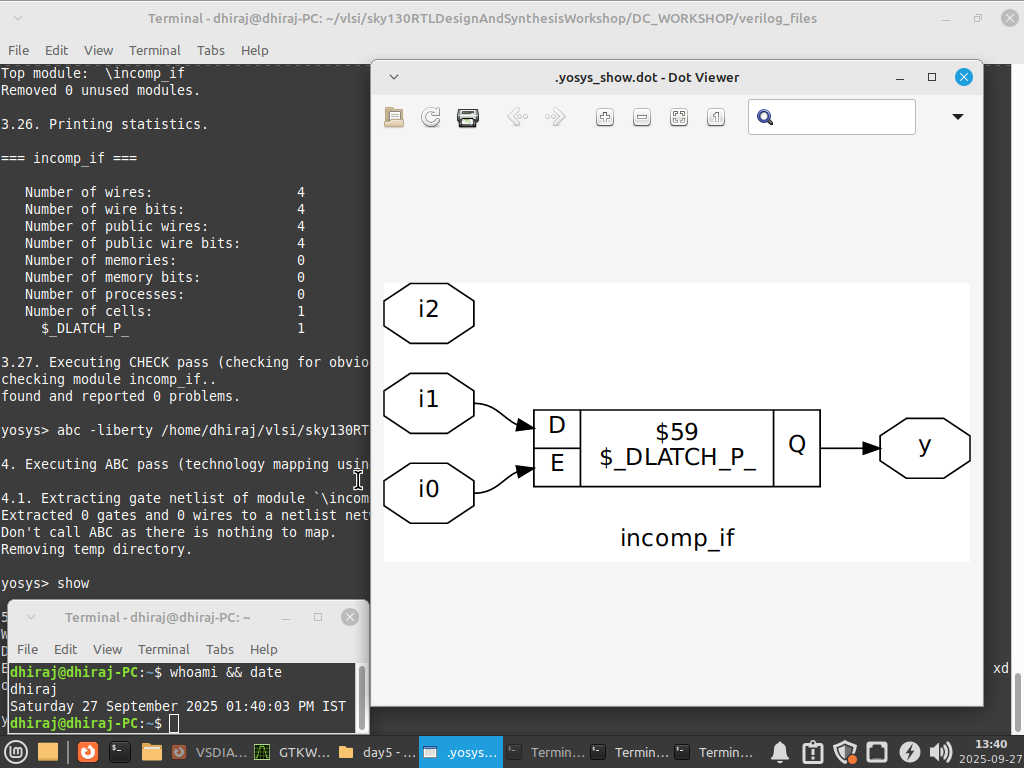 Terminal - dhiraj@dhiraj-PC: ~/vlsi/sky130RTLDesignAndSynthesisWorkshop/DC_WORKSHOP/verilog_files
File Edit View Terminal Tabs Help
Top module:  \incomp_if
Removed 0 unused modules.
3.26. Printing statistics.
=== incomp_if ===
Number of wires: 4
Number of wire bits: 4
Number of public wires: 4
Number of public wire bits: 4
Number of memories: 0
Number of memory bits: 0
Number of processes: 0
Number of cells: 1
$_DLATCH_P_ 1
3.27. Executing CHECK pass (checking for obvio
checking module incomp_if..
found and reported 0 problems.
yosys> abc -liberty /home/dhiraj/vlsi/sky130RT
4. Executing ABC pass (technology mapping usin
4.1. Extracting gate netlist of module `\incom
Extracted 0 gates and 0 wires to a netlist net
Don't call ABC as there is nothing to map.
Removing temp directory.
yosys> show
xd
.yosys_show.dot - Dot Viewer
i2
i1
i0
D
E
$59
$_DLATCH_P_
Q
y
incomp_if
Terminal - dhiraj@dhiraj-PC: ~
File Edit View Terminal Tabs Help
dhiraj@dhiraj-PC:~$ whoami && date
dhiraj
Saturday 27 September 2025 01:40:03 PM IST
dhiraj@dhiraj-PC:~$
VSDIA... GTKW... day5 - ... .yosys... Termin... Termin... Termin...
13:40
2025-09-27